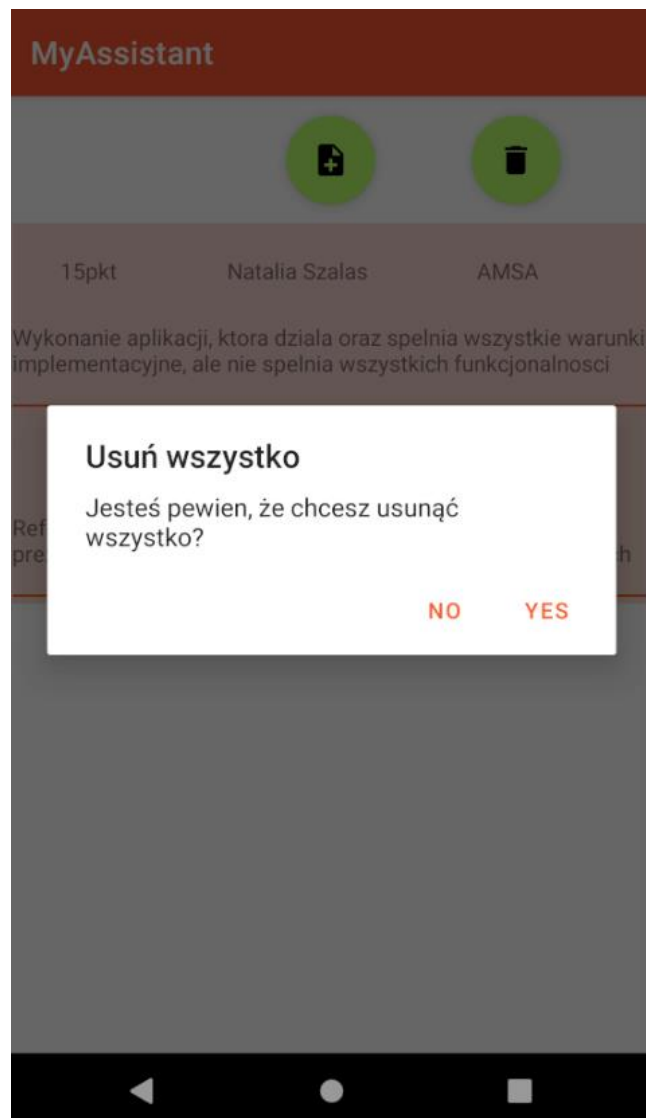 MyAssistant
15pkt Natalia Szalas AMSA
Wykonanie aplikacji, ktora dziala oraz spelnia wszystkie warunki
implementacyjne, ale nie spelnia wszystkich funkcjonalnosci
Usuń wszystko
Jesteś pewien, że chcesz usunąć
wszystko?
NO YES